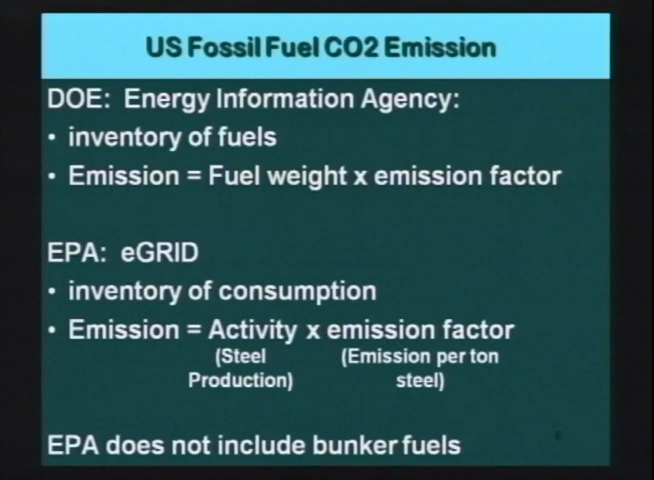 US Fossil Fuel CO2 Emission
DOE: Energy Information Agency:
• inventory of fuels
• Emission = Fuel weight x emission factor
EPA: eGRID
• inventory of consumption
• Emission = Activity x emission factor
(Steel (Emission per ton
Production) steel)
EPA does not include bunker fuels
6